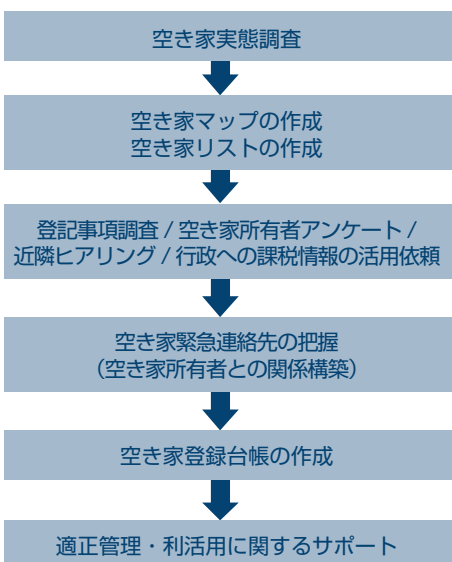 空き家実態調査
空き家マップの作成
空き家リストの作成
登記事項調査 / 空き家所有者アンケート /
近隣ヒアリング / 行政への課税情報の活用依頼
空き家緊急連絡先の把握
（空き家所有者との関係構築）
空き家登録台帳の作成
適正管理・利活用に関するサポート